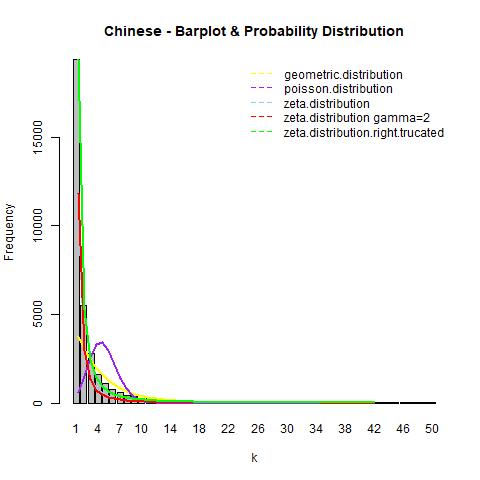 Chinese - Barplot & Probability Distribution
geometric.distribution
poisson.distribution
zeta.distribution
zeta.distribution gamma=2
zeta.distribution.right.trucated
Frequency
15000
10000
5000
0
1 4 7 10 14 18 22 26 30 34 38 42 46 50
k